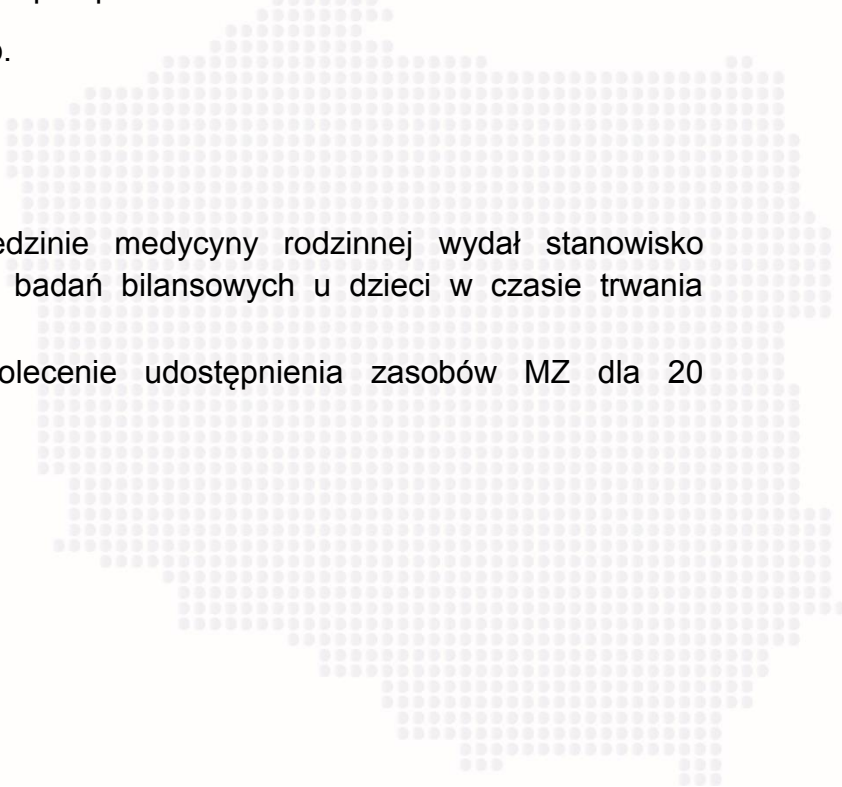 .
edzinie medycyny rodzinnej wydał stanowisko
badań bilansowych u dzieci w czasie trwania
olecenie udostępnienia zasobów MZ dla 20